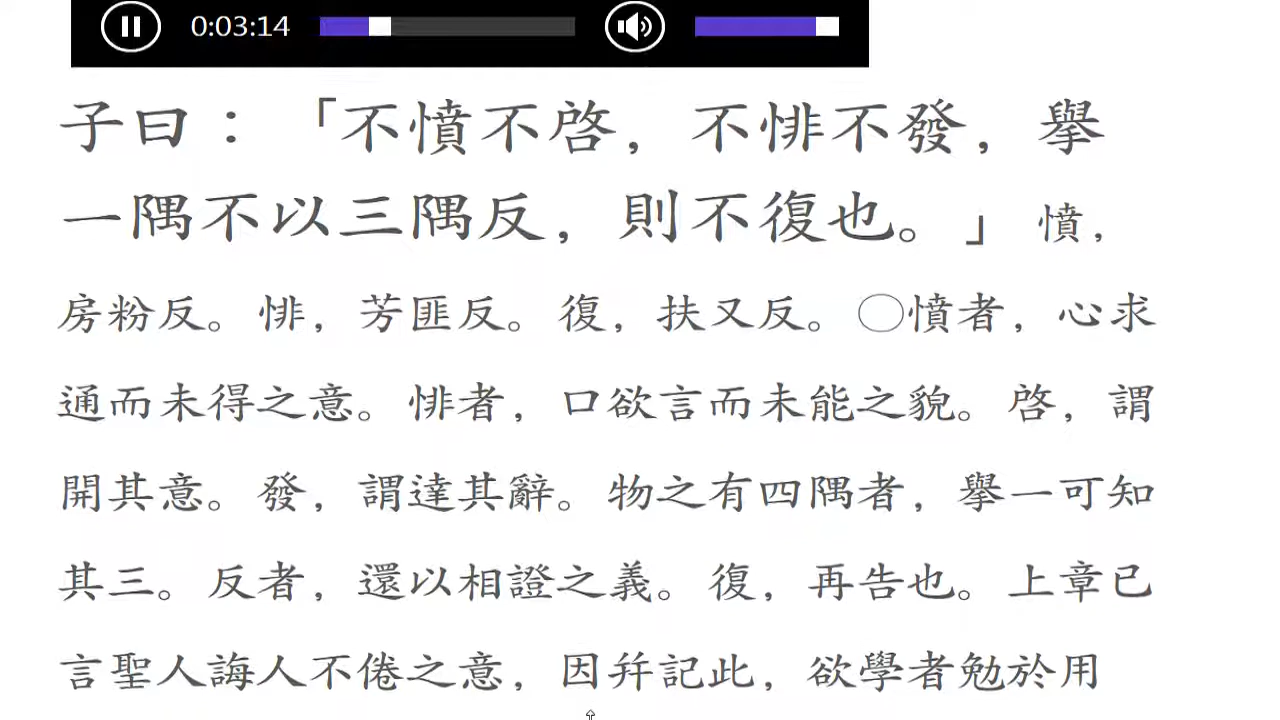 0:03:14
子曰：「不憤不啓，不悱不發，舉
一隅不以三隅反，則不復也。」憤，
房粉反。悱，芳匪反。復，扶又反。○憤者，心求
通而未得之意。悱者，口欲言而未能之貌。啓，謂
開其意。發，謂達其辭。物之有四隅者，舉一可知
其三。反者，還以相證之義。復，再告也。上章已
言聖人誨人不倦之意，因并記此，欲學者勉於用